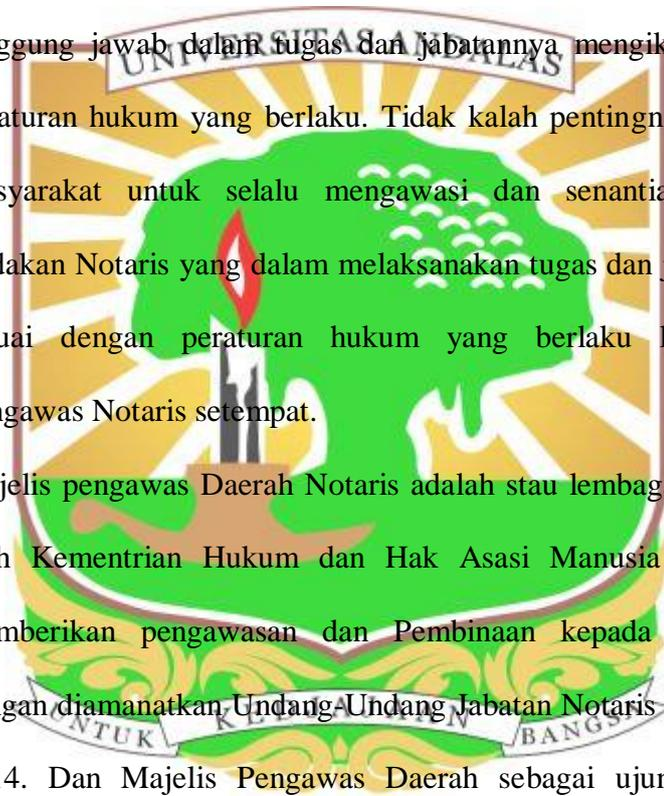 UNIVERSITAS ANDALAS
ggung jawab dalam tugas dan jabatannya mengik
aturan hukum yang berlaku. Tidak kalah pentingn
syarakat untuk selalu mengawasi dan senantia
dakan Notaris yang dalam melaksanakan tugas dan j
uai dengan peraturan hukum yang berlaku
ngawas Notaris setempat.
jelis pengawas Daerah Notaris adalah stau lembag
h Kementrian Hukum dan Hak Asasi Manusia
mberikan pengawasan dan Pembinaan kepada
ngan diamanatkan Undang-Undang Jabatan Notaris
UNTUK KEDJAJAAN BANGSA
14. Dan Majelis Pengawas Daerah sebagai ujun